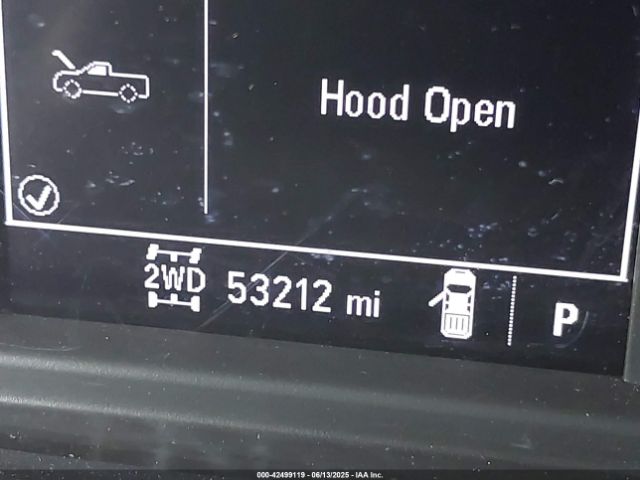 Hood Open
2WD 53212 mi P
000-42499119 - 06/13/2025 - IAA Inc.